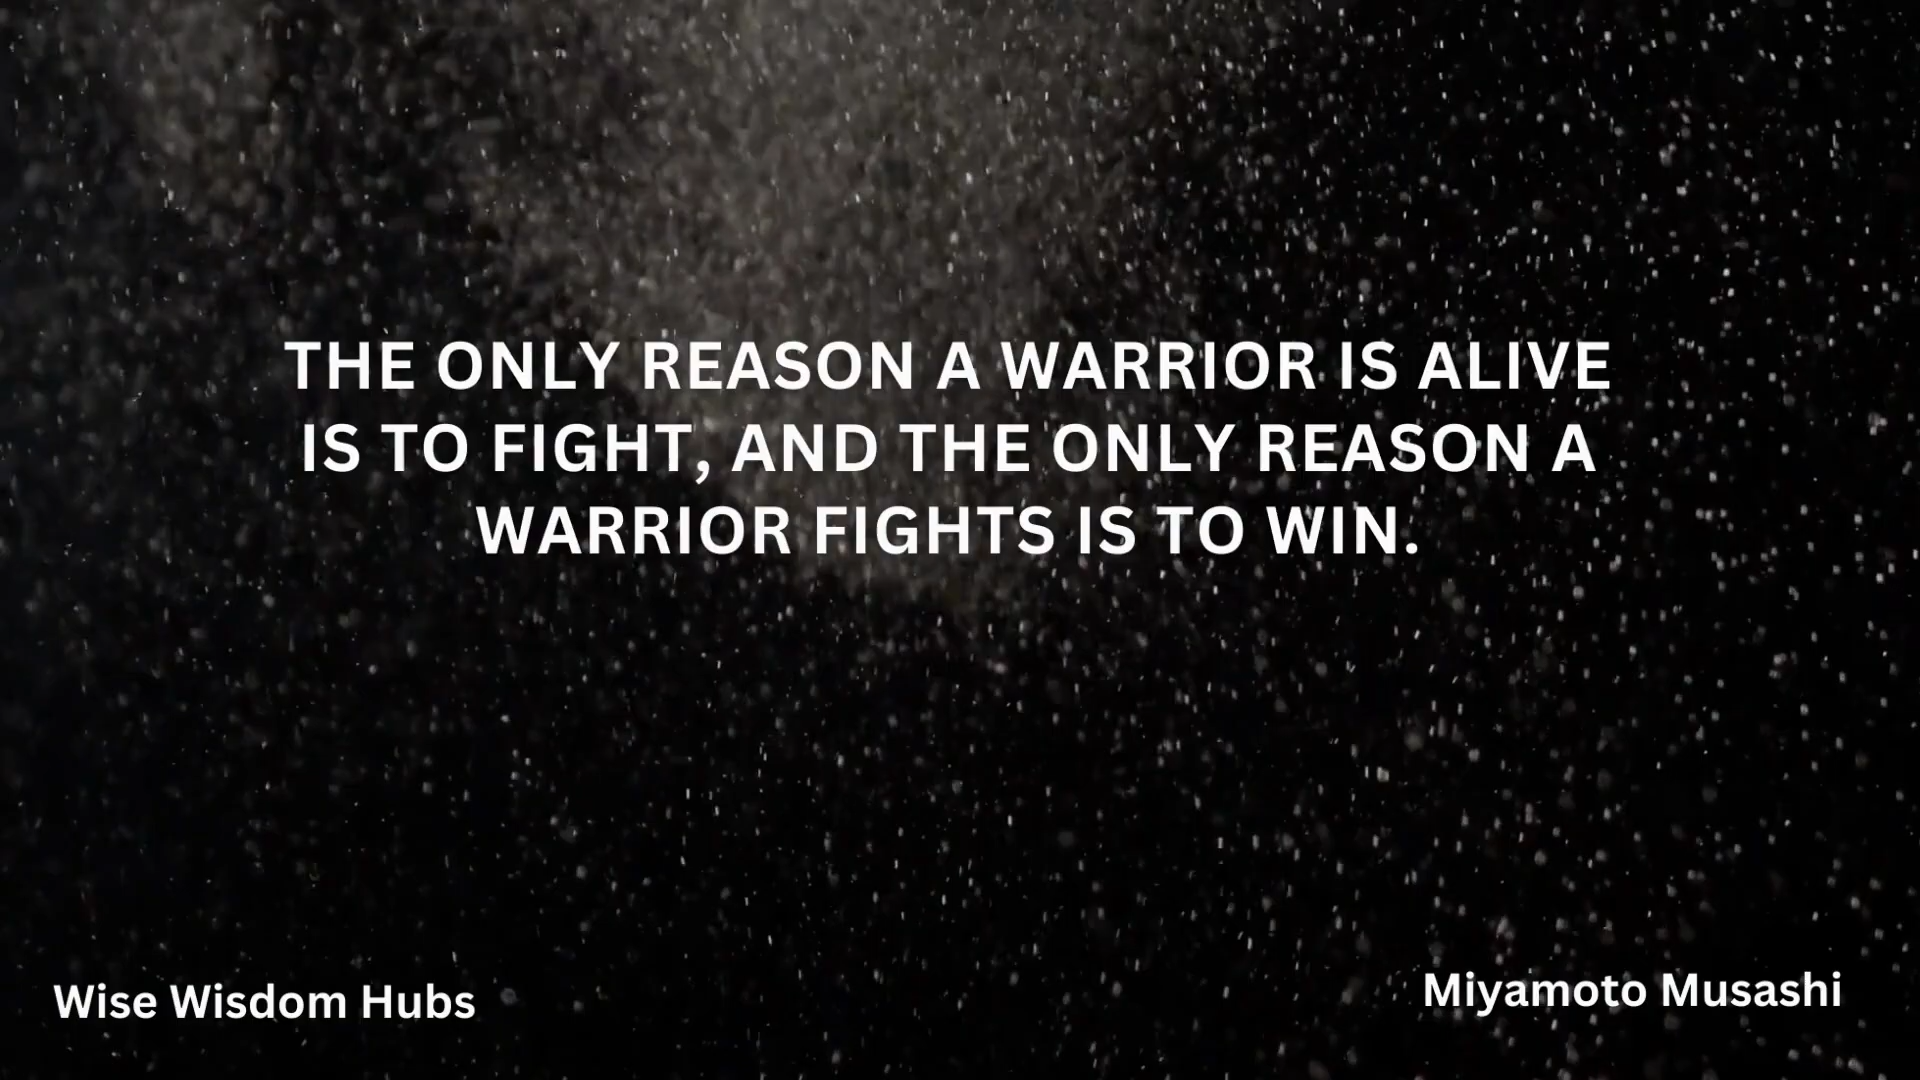 THE ONLY REASON A WARRIOR IS ALIVE
IS TO FIGHT, AND THE ONLY REASON A
WARRIOR FIGHTS IS TO WIN.
Wise Wisdom Hubs
Miyamoto Musashi